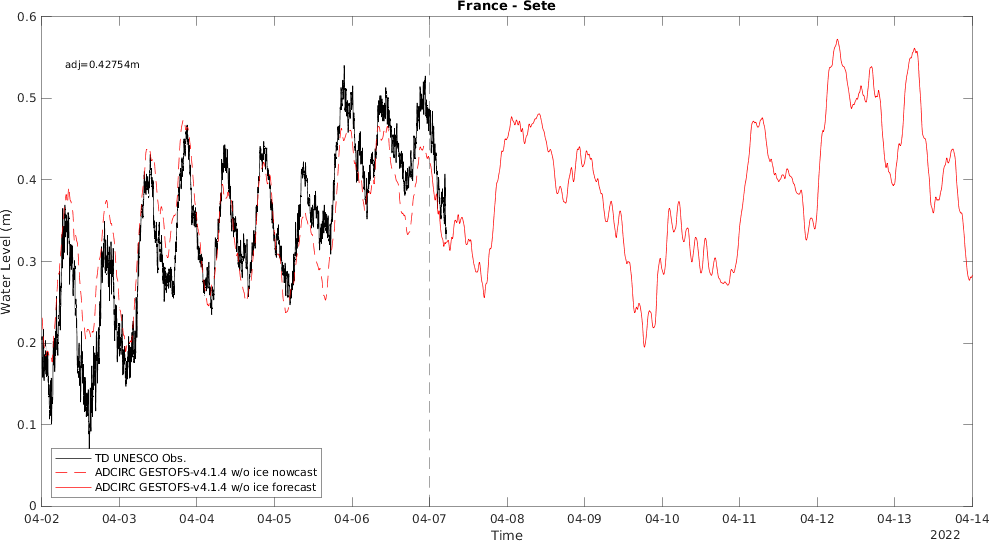 France - Sete
adj=0.42754m
Water Level (m)
0.6
0.5
0.4
0.3
0.2
0.1
0
TD UNESCO Obs.
ADCIRC GESTOFS-v4.1.4 w/o ice nowcast
ADCIRC GESTOFS-v4.1.4 w/o ice forecast
04-02 04-03 04-04 04-05 04-06 04-07 04-08 04-09 04-10 04-11 04-12 04-13 04-14
Time
2022